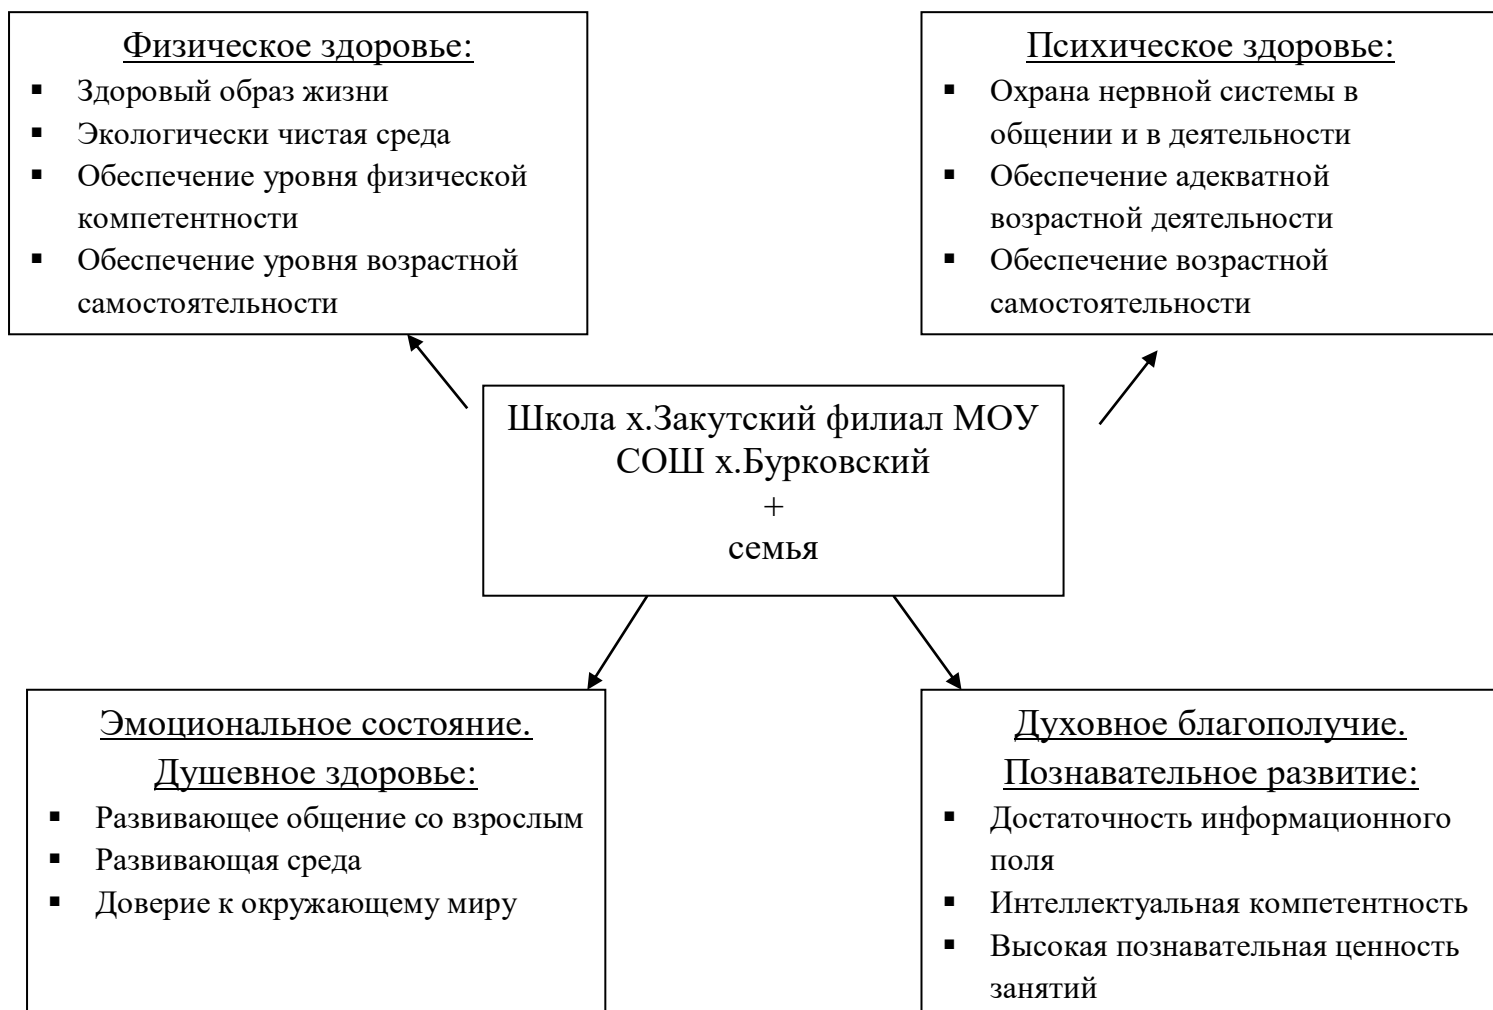 Физическое здоровье:
▪ Здоровый образ жизни
▪ Экологически чистая среда
▪ Обеспечение уровня физической
компетентности
▪ Обеспечение уровня возрастной
самостоятельности
Психическое здоровье:
▪ Охрана нервной системы в
общении и в деятельности
▪ Обеспечение адекватной
возрастной деятельности
▪ Обеспечение возрастной
самостоятельности
Школа х.Закутский филиал МОУ
СОШ х.Бурковский
+
семья
Эмоциональное состояние.
Душевное здоровье:
▪ Развивающее общение со взрослым
▪ Развивающая среда
▪ Доверие к окружающему миру
Духовное благополучие.
Познавательное развитие:
▪ Достаточность информационного
поля
▪ Интеллектуальная компетентность
▪ Высокая познавательная ценность
занятий